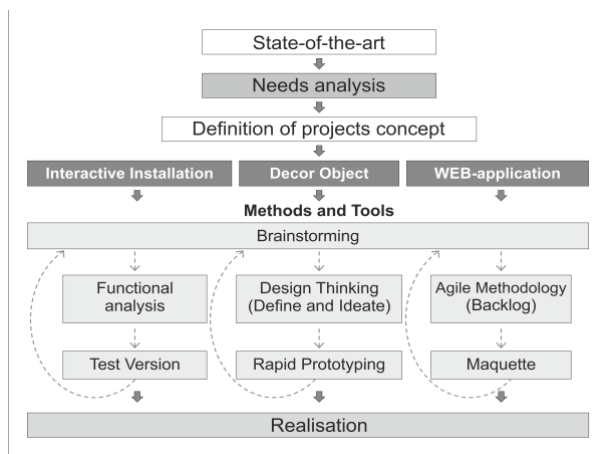 State-of-the-art
Needs analysis
Definition of projects concept
Interactive Installation
Decor Object
WEB-application
Methods and Tools
Brainstorming
Functional
analysis
Design Thinking
(Define and Ideate)
Agile Methodology
(Backlog)
Test Version
Rapid Prototyping
Maquette
Realisation